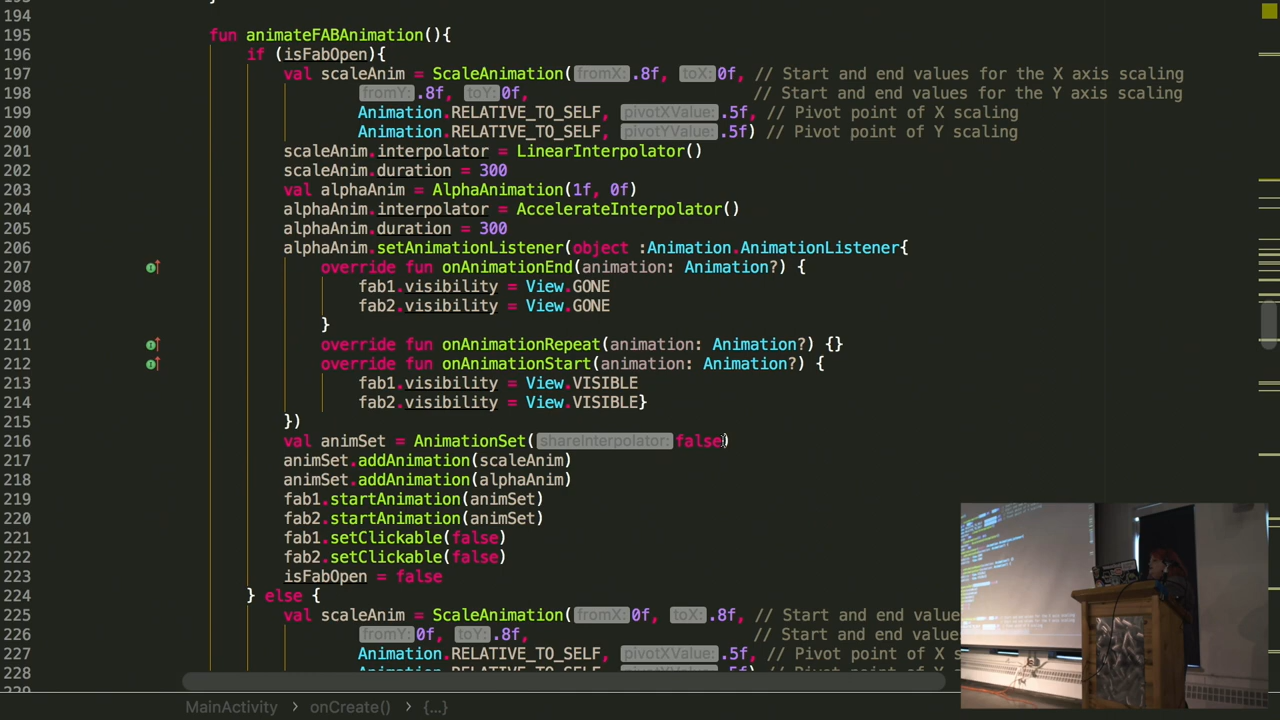 194
195 fun animateFABAnimation(){
196 if (isFabOpen){
197 val scaleAnim = ScaleAnimation( fromX: .8f, toX: 0f, // Start and end values for the X axis scaling
198 fromY: .8f, toY: 0f, // Start and end values for the Y axis scaling
199 Animation.RELATIVE_TO_SELF, pivotXValue: .5f, // Pivot point of X scaling
200 Animation.RELATIVE_TO_SELF, pivotYValue: .5f) // Pivot point of Y scaling
201 scaleAnim.interpolator = LinearInterpolator()
202 scaleAnim.duration = 300
203 val alphaAnim = AlphaAnimation(1f, 0f)
204 alphaAnim.interpolator = AccelerateInterpolator()
205 alphaAnim.duration = 300
206 alphaAnim.setAnimationListener(object :Animation.AnimationListener{
207 override fun onAnimationEnd(animation: Animation?) {
208 fab1.visibility = View.GONE
209 fab2.visibility = View.GONE
210 }
211 override fun onAnimationRepeat(animation: Animation?) {}
212 override fun onAnimationStart(animation: Animation?) {
213 fab1.visibility = View.VISIBLE
214 fab2.visibility = View.VISIBLE}
215 })
216 val animSet = AnimationSet( shareInterpolator: false)
217 animSet.addAnimation(scaleAnim)
218 animSet.addAnimation(alphaAnim)
219 fab1.startAnimation(animSet)
220 fab2.startAnimation(animSet)
221 fab1.setClickable(false)
222 fab2.setClickable(false)
223 isFabOpen = false
224 } else {
225 val scaleAnim = ScaleAnimation( fromX: 0f, toX: .8f, // Start and end values
226 fromY: 0f, toY: .8f, // Start and end values
227 Animation.RELATIVE_TO_SELF, pivotXValue: .5f, // Pivot point of X s
228
MainActivity › onCreate() › {...}